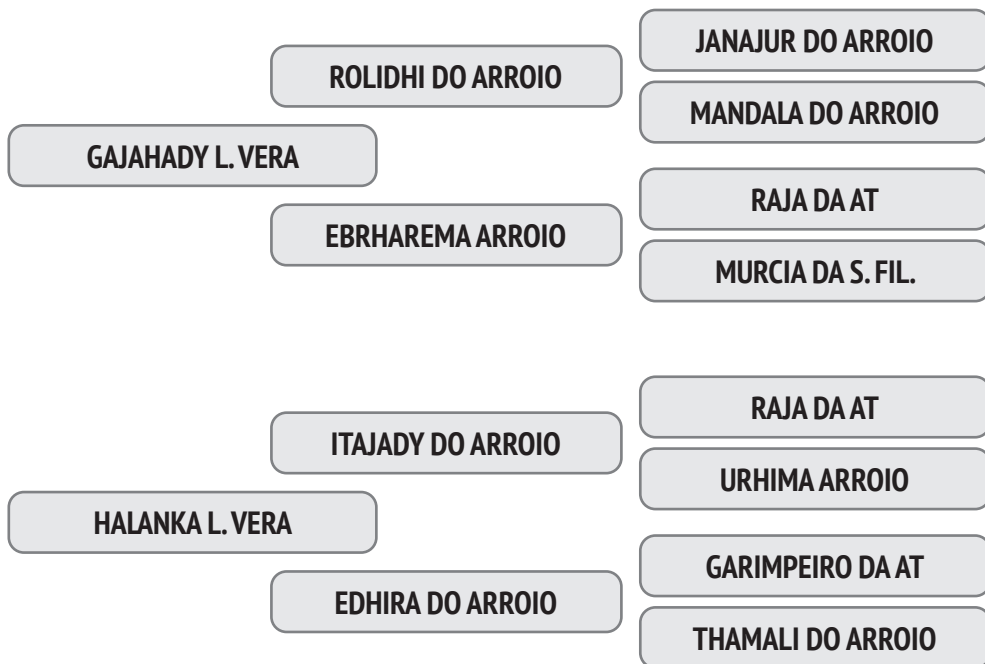 JANAJUR DO ARROIO
ROLIDHI DO ARROIO
MANDALA DO ARROIO
GAJAHADY L. VERA
RAJA DA AT
EBRHAREMA ARROIO
MURCIA DA S. FIL.
RAJA DA AT
ITAJADY DO ARROIO
URHIMA ARROIO
HALANKA L. VERA
GARIMPEIRO DA AT
EDHIRA DO ARROIO
THAMALI DO ARROIO